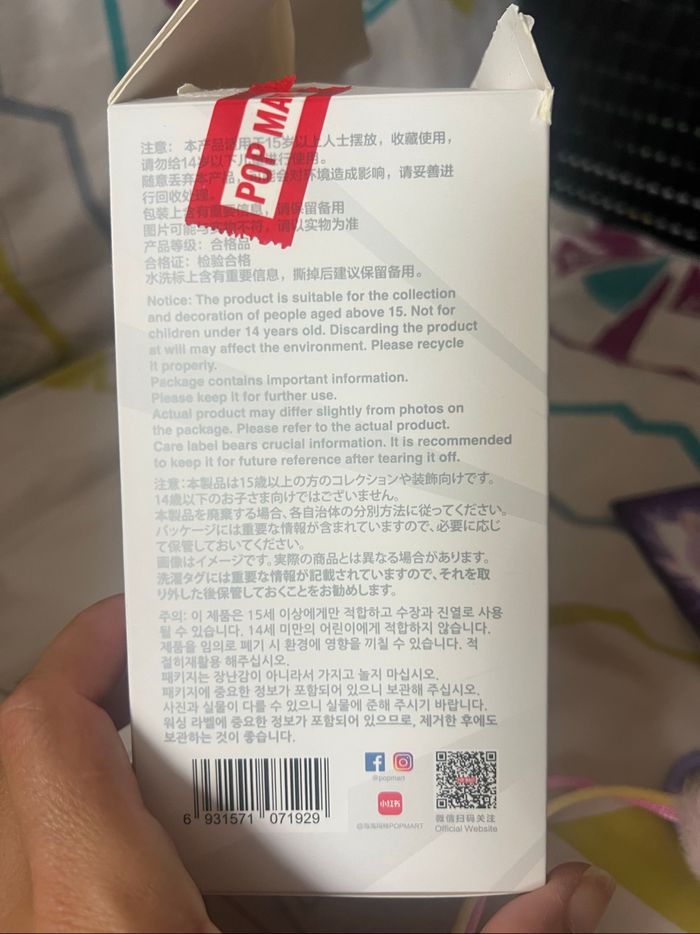 POP MA
注意： 本产品适用于15岁以上人士摆放，收藏使用，
请勿给14岁以下儿 进行使用。
随意丢弃本产品， 能会对环境造成影响，请妥善进
行回收处理。
包装上含有重要信息，请保留备用
图片可能与实物不符，请以实物为准
产品等级：合格品
合格证：检验合格
水洗标上含有重要信息，撕掉后建议保留备用。
Notice: The product is suitable for the collection
and decoration of people aged above 15. Not for
children under 14 years old. Discarding the product
at will may affect the environment. Please recycle
it properly.
Package contains important information.
Please keep it for further use.
Actual product may differ slightly from photos on
the package. Please refer to the actual product.
Care label bears crucial information. It is recommended
to keep it for future reference after tearing it off.
注意:本製品は15歳以上の方のコレクションや装飾向けです。
14歳以下のお子さま向けではございません。
本製品を廃棄する場合、各自治体の分別方法に従ってください。
パッケージには重要な情報が含まれていますので、必要に応じ
て保管しておいてください。
画像はイメージです。実際の商品とは異なる場合があります。
洗濯タグには重要な情報が記載されていますので、それを取
り外した後保管しておくことをお勧めします。
주의: 이 제품은 15세 이상에게만 적합하고 수장과 진열로 사용
될 수 있습니다. 14세 미만의 어린이에게 적합하지 않습니다.
제품을 임의로 폐기 시 환경에 영향을 끼칠 수 있습니다. 적
절히재활용 해주십시오.
패키지는 장난감이 아니라서 가지고 놀지 마십시오.
패키지에 중요한 정보가 포함되어 있으니 보관해 주십시오.
사진과 실물이 다를 수 있으니 실물에 준해 주시기 바랍니다.
워싱 라벨에 중요한 정보가 포함되어 있으므로, 제거한 후에도
보관하는 것이 좋습니다.
@popmart
小红书
POPMART
微信扫码关注
Official Website
6 931571 071929